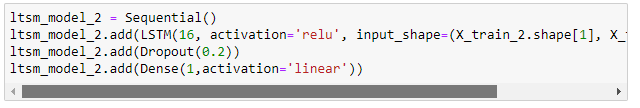 ltsm_model_2 = Sequential()
ltsm_model_2.add(LSTM(16, activation='relu', input_shape=(X_train_2.shape[1], X_
ltsm_model_2.add(Dropout(0.2))
ltsm_model_2.add(Dense(1,activation='linear'))